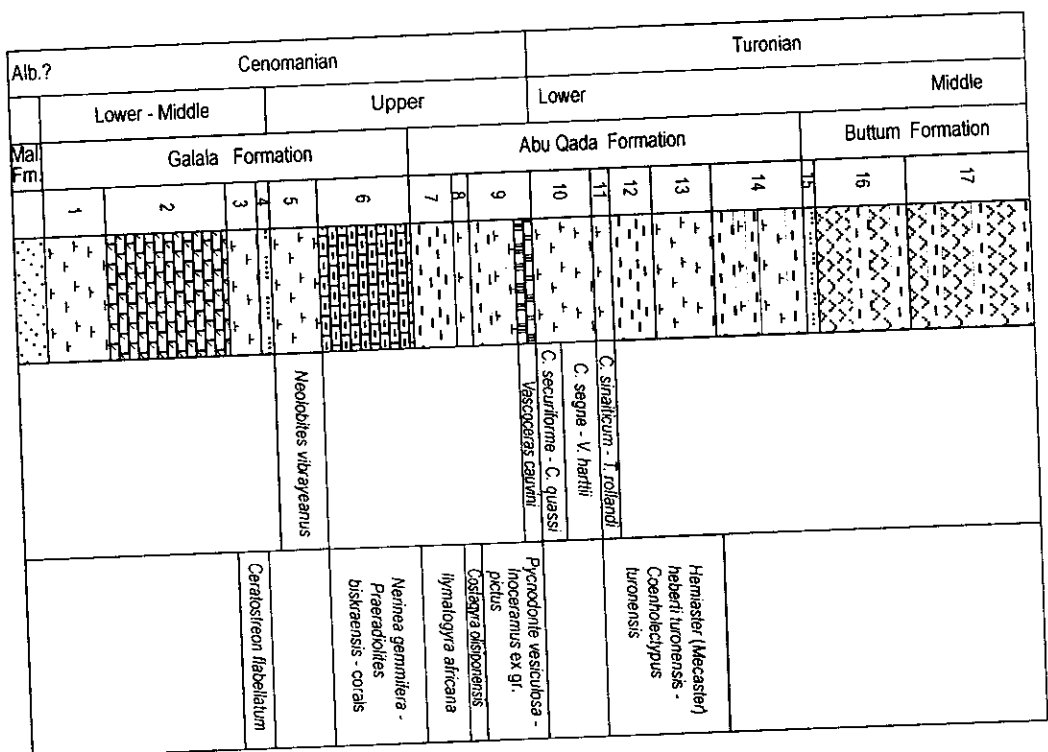 Alb.?
Cenomanian
Turonian
Lower - Middle
Upper
Lower
Middle
Mal.
Fm.
Galala Formation
Abu Qada Formation
Buttum Formation
1
2
3
4
5
6
7
8
9
10
11
12
13
14
15
16
17
Neolobites vibrayeanus
Vascoceras cauvini
C. securiforme - C. quassi
C. segne - V. harttii
C. sinaiticum - T. rollandi
Ceratostreon flabellatum
Nerinea gemmifera -
Praeradiolites
biskraensis - corals
Ilymatogyra africana
Costagyra olisiponensis
Pycnodonte vesiculosa -
Inoceramus ex gr.
pictus
Hemiaster (Mecaster)
heberti turonensis -
Coenholectypus
turonensis